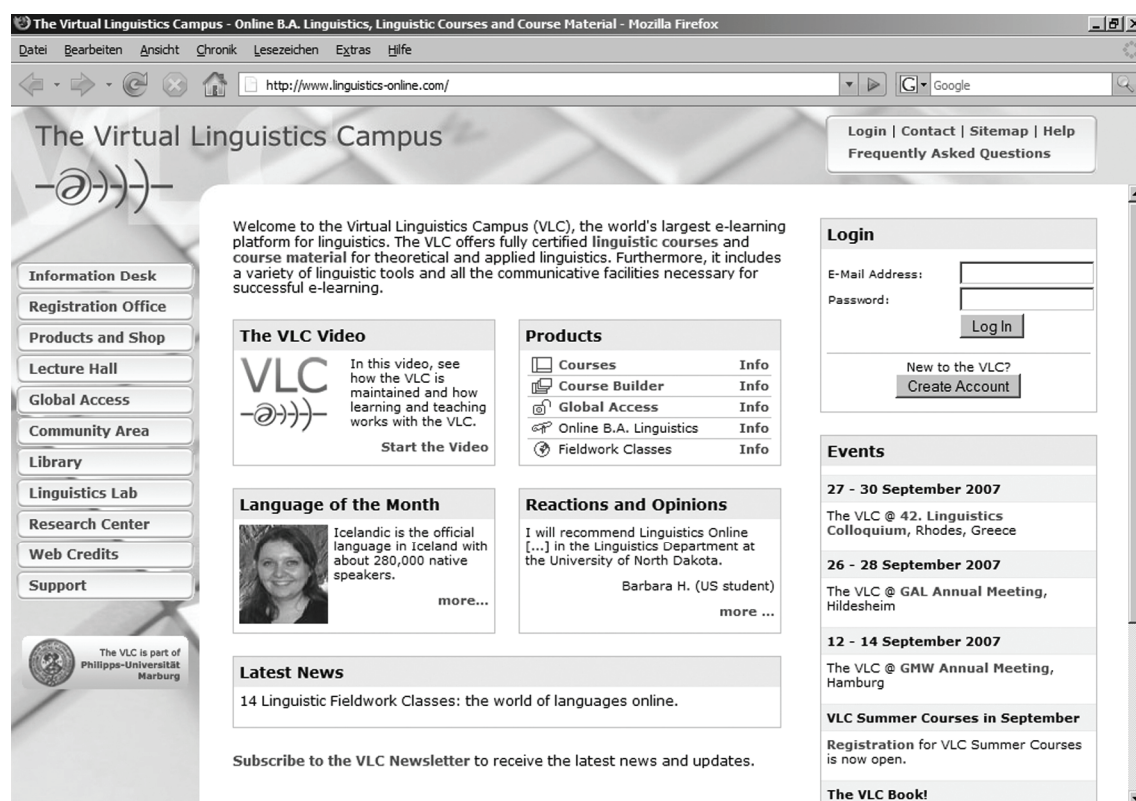 The Virtual Linguistics Campus - Online B.A. Linguistics, Linguistic Courses and Course Material - Mozilla Firefox
Datei Bearbeiten Ansicht Chronik Lesezeichen Extras Hilfe
http://www.linguistics-online.com/
G Google
VLC
The Virtual Linguistics Campus
-ə))))-
Login | Contact | Sitemap | Help
Frequently Asked Questions
Information Desk
Registration Office
Products and Shop
Lecture Hall
Global Access
Community Area
Library
Linguistics Lab
Research Center
Web Credits
Support
The VLC is part of
Philipps-Universität
Marburg
Welcome to the Virtual Linguistics Campus (VLC), the world's largest e-learning
platform for linguistics. The VLC offers fully certified linguistic courses and
course material for theoretical and applied linguistics. Furthermore, it includes
a variety of linguistic tools and all the communicative facilities necessary for
successful e-learning.
The VLC Video
VLC
-ə))))-
In this video, see
how the VLC is
maintained and how
learning and teaching
works with the VLC.
Start the Video
Products
Courses Info
Course Builder Info
Global Access Info
Online B.A. Linguistics Info
Fieldwork Classes Info
Language of the Month
Icelandic is the official
language in Iceland with
about 280,000 native
speakers.
more...
Reactions and Opinions
I will recommend Linguistics Online
[...] in the Linguistics Department at
the University of North Dakota.
Barbara H. (US student)
more ...
Latest News
14 Linguistic Fieldwork Classes: the world of languages online.
Subscribe to the VLC Newsletter to receive the latest news and updates.
Login
E-Mail Address:
Password:
Log In
New to the VLC?
Create Account
Events
27 - 30 September 2007
The VLC @ 42. Linguistics
Colloquium, Rhodes, Greece
26 - 28 September 2007
The VLC @ GAL Annual Meeting,
Hildesheim
12 - 14 September 2007
The VLC @ GMW Annual Meeting,
Hamburg
VLC Summer Courses in September
Registration for VLC Summer Courses
is now open.
The VLC Book!